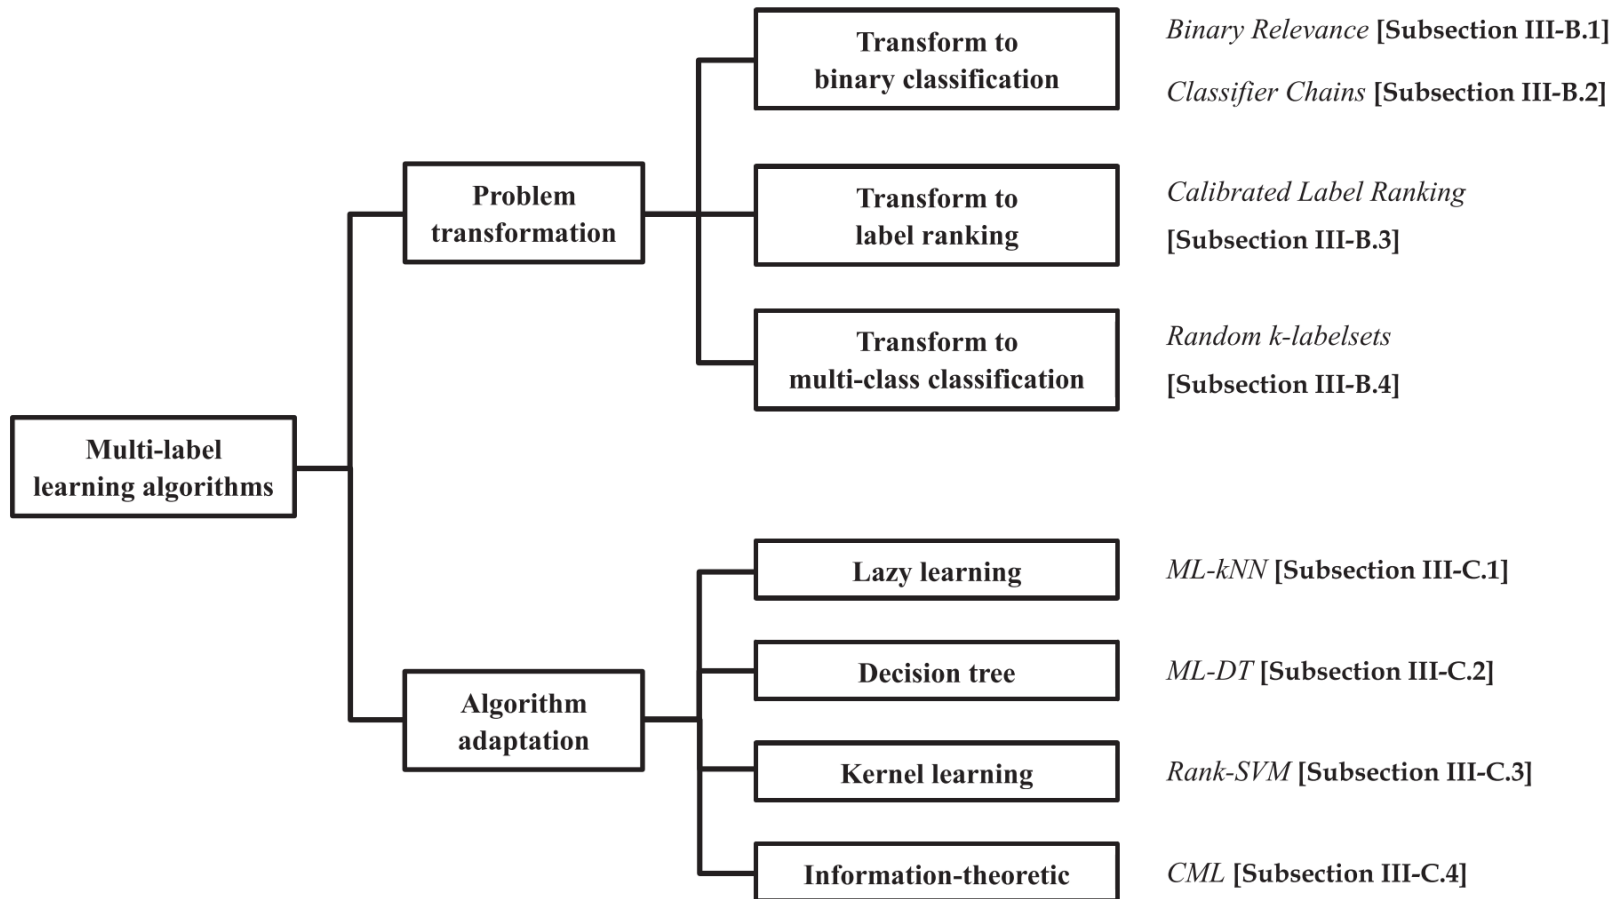 Multi-label
learning algorithms
Problem
transformation
Transform to
binary classification
Binary Relevance [Subsection III-B.1]
Classifier Chains [Subsection III-B.2]
Transform to
label ranking
Calibrated Label Ranking
[Subsection III-B.3]
Transform to
multi-class classification
Random k-labelsets
[Subsection III-B.4]
Algorithm
adaptation
Lazy learning
ML-kNN [Subsection III-C.1]
Decision tree
ML-DT [Subsection III-C.2]
Kernel learning
Rank-SVM [Subsection III-C.3]
Information-theoretic
CML [Subsection III-C.4]